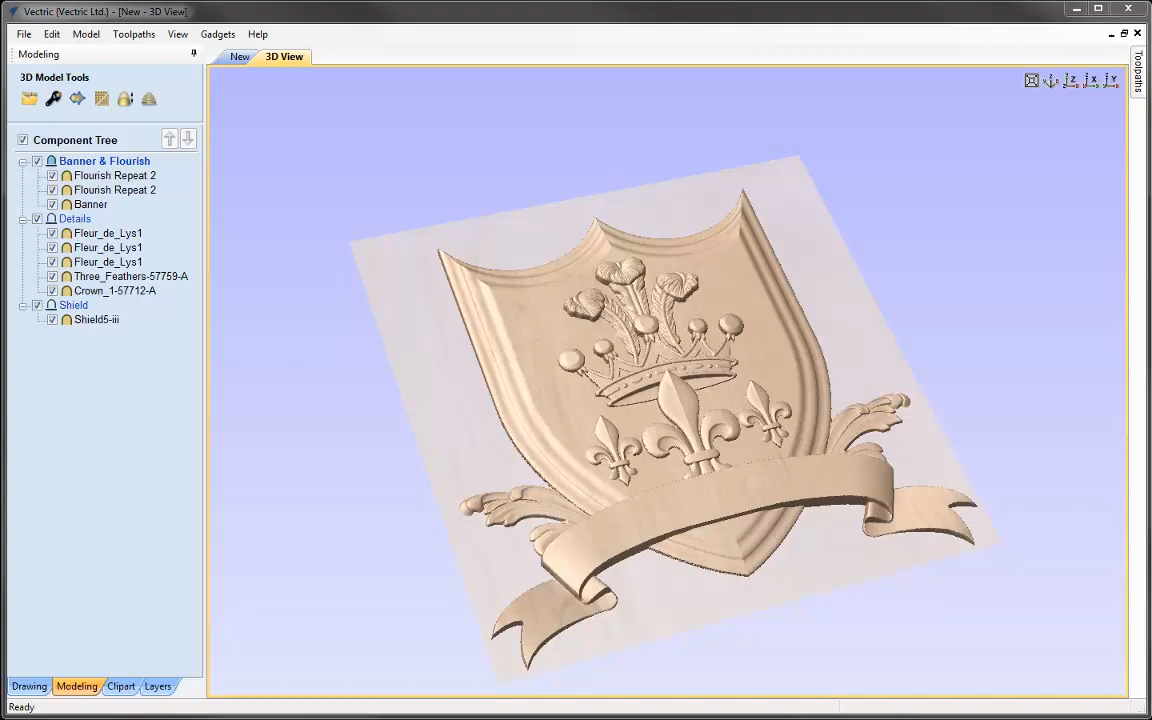 Vectric {Vectric Ltd.} - [New - 3D View]
File Edit Model Toolpaths View Gadgets Help
Modeling
New 3D View
Toolpaths
3D Model Tools
Z X Y
Component Tree
Banner & Flourish
Flourish Repeat 2
Flourish Repeat 2
Banner
Details
Fleur_de_Lys1
Fleur_de_Lys1
Fleur_de_Lys1
Three_Feathers-57759-A
Crown_1-57712-A
Shield
Shield5-iii
Drawing Modeling Clipart Layers
Ready